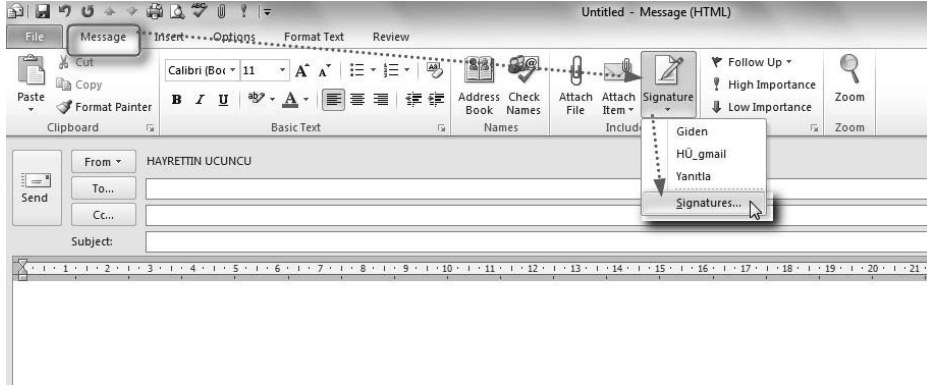 Untitled - Message (HTML)
File Message Insert Options Format Text Review
Paste
Cut
Copy
Format Painter
Clipboard
Calibri (Boc 11
B I U
Basic Text
Address Book
Check Names
Names
Attach File
Attach Item
Signature
Includ
Follow Up
High Importance
Low Importance
Zoom
Zoom
Giden
HÜ_gmail
Yanıtla
Signatures...
Send
From HAYRETTIN UCUNCU
To...
Cc...
Subject:
1 2 3 4 5 6 7 8 9 10 11 12 13 14 15 16 17 18 19 20 21